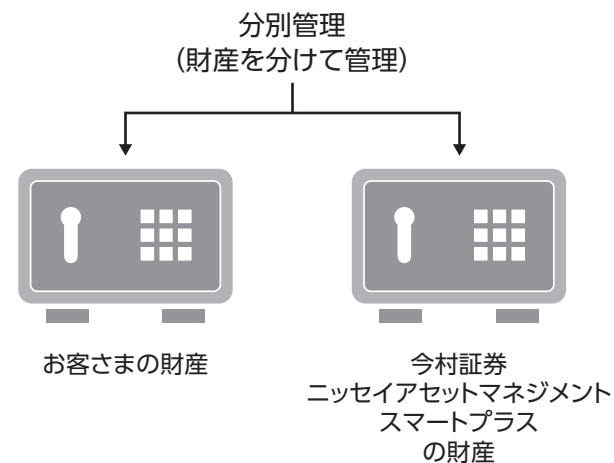 分別管理
（財産を分けて管理）
お客さまの財産
今村証券
ニッセイアセットマネジメント
スマートプラス
の財産